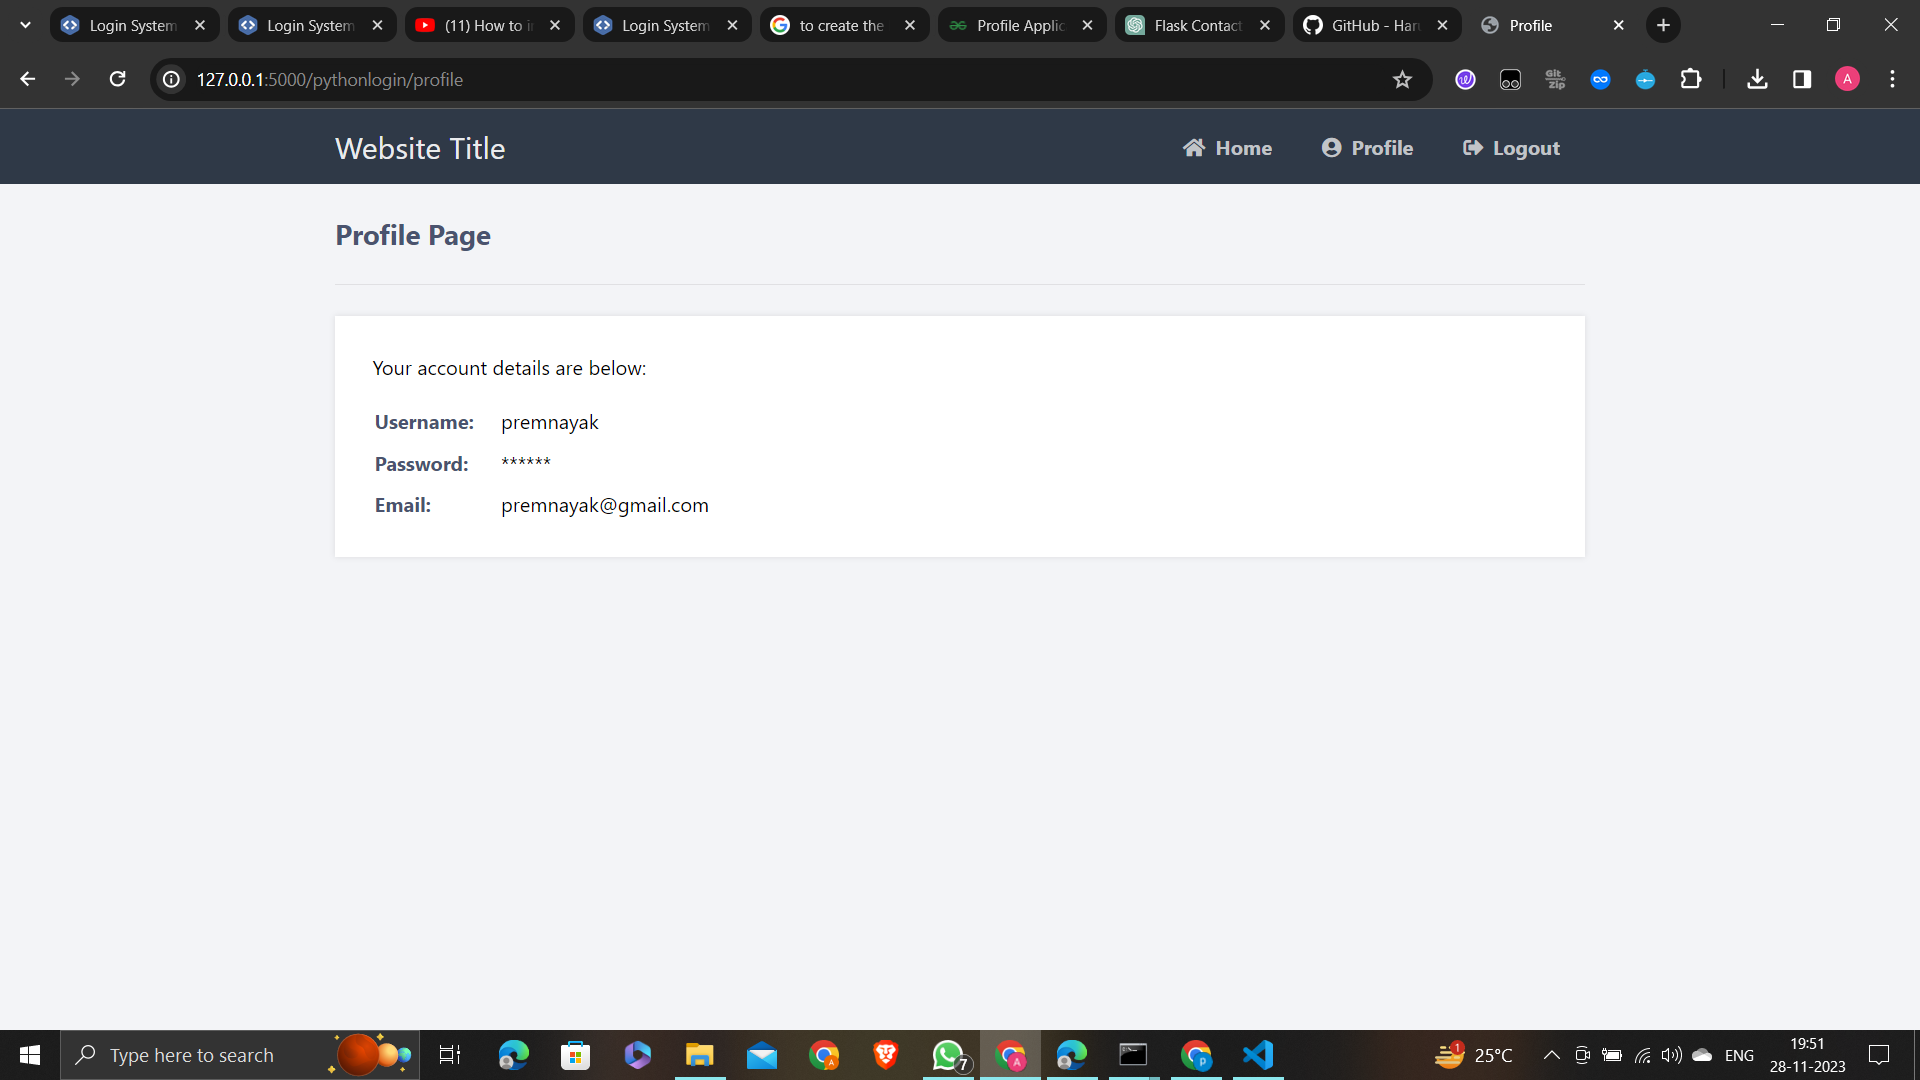 Login System
Login System
(11) How to i
Login System
to create the
Profile Applic
Flask Contact
GitHub - Har
Profile
127.0.0.1:5000/pythonlogin/profile
Git
Zip
A
Website Title
Home
Profile
Logout
Profile Page
Your account details are below:
Username: premnayak
Password: ******
Email: premnayak@gmail.com
Type here to search
7
1
25°C
ENG
19:51
28-11-2023